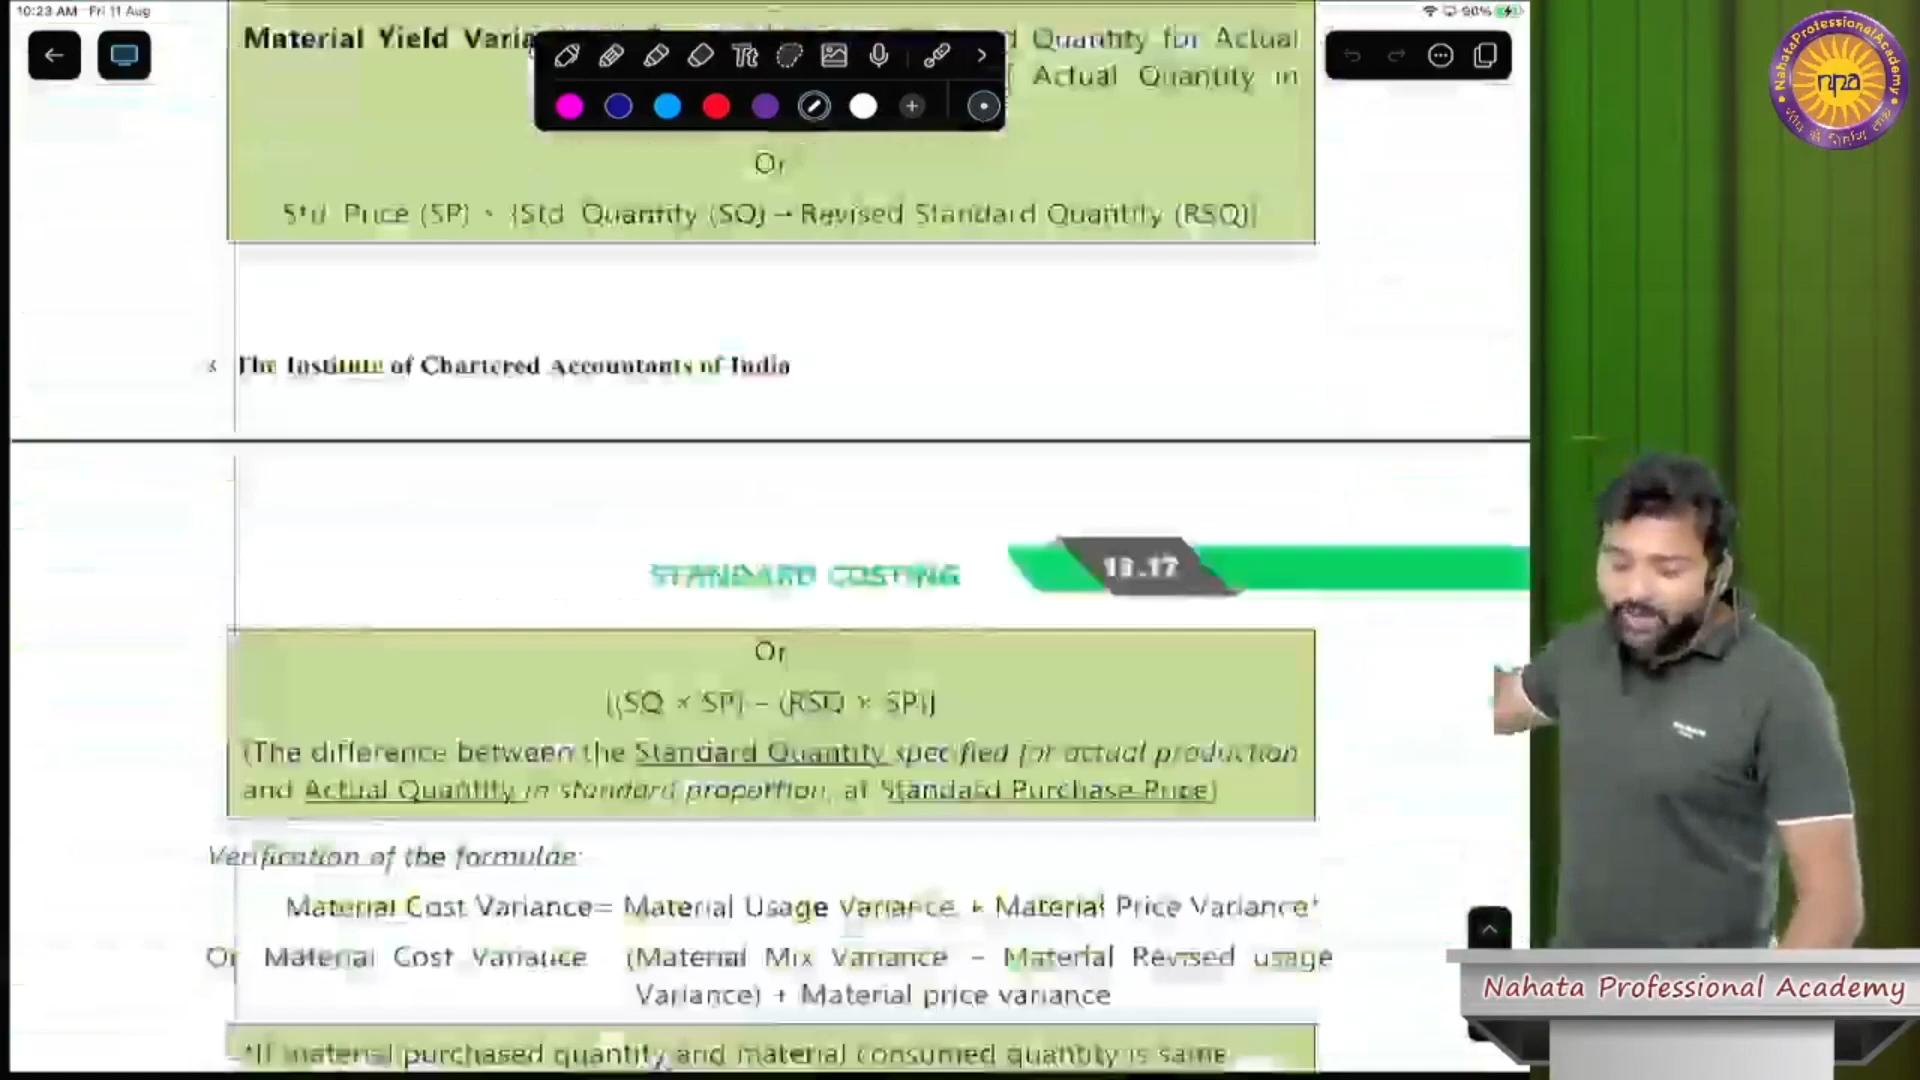 10:23 AM Fri 11 Aug
90%
Material Yield Varia
Quantity for Actual
Actual Quantity in
Tt
Or
Std Price (SP) × {Std Quantity (SQ) – Revised Standard Quantity (RSQ)}
The Institute of Chartered Accountants of India
STANDARD COSTING
13.17
Or
{(SQ × SP) – (RSQ × SP)}
(The difference between the Standard Quantity specified for actual production
and Actual Quantity in standard proportion, at Standard Purchase Price)
Verification of the formulae:
Material Cost Variance= Material Usage Variance + Material Price Variance*
Or Material Cost Variance (Material Mix Variance – Material Revised usage
Variance) + Material price variance
*If material purchased quantity and material consumed quantity is same
Nahata Professional Academy
NahataProfessionalAcademy
npa